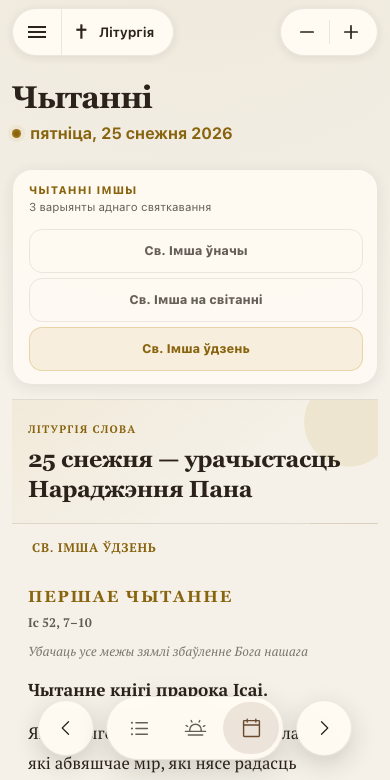 Літургія
Чытанні
пятніца, 25 снежня 2026
ЧЫТАННІ ІМШЫ
3 варыянты аднаго святкавання
Св. Імша ўначы
Св. Імша на світанні
Св. Імша ўдзень
ЛІТУРГІЯ СЛОВА
25 снежня — урачыстасць
Нараджэння Пана
СВ. ІМША ЎДЗЕНЬ
ПЕРШАЕ ЧЫТАННЕ
Іс 52, 7–10
Убачаць усе межы зямлі збаўленне Бога нашага
Чытанне кнігі прарока Ісаі.
які абвяшчае мір, які нясе радасць